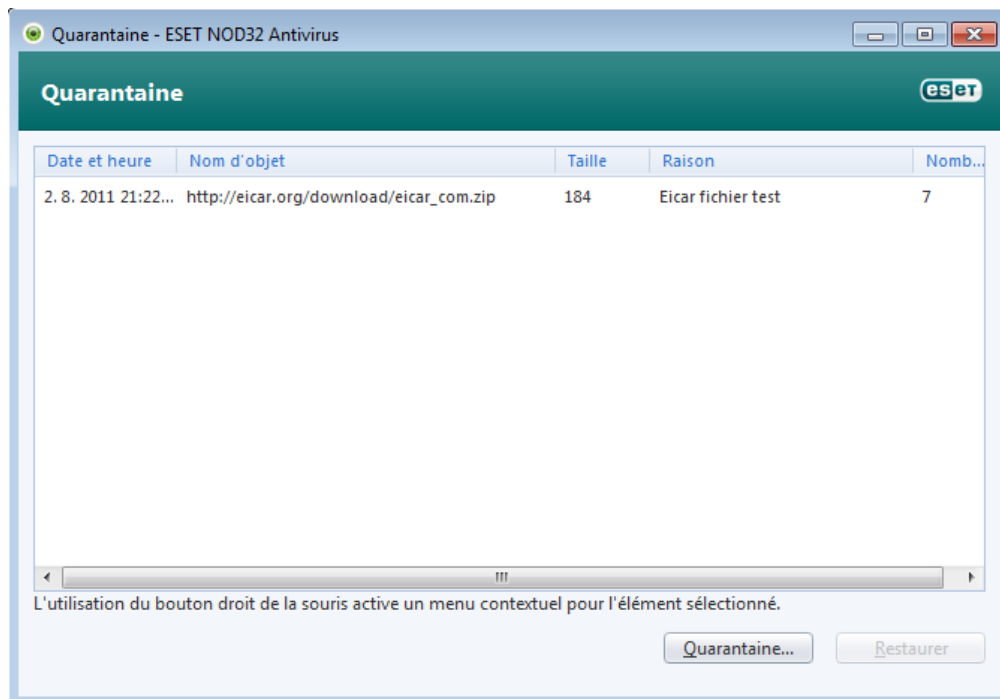 Quarantaine - ESET NOD32 Antivirus
Quarantaine
eset
Date et heure Nom d'objet Taille Raison Nomb...
2. 8. 2011 21:22... http://eicar.org/download/eicar_com.zip 184 Eicar fichier test 7
L'utilisation du bouton droit de la souris active un menu contextuel pour l'élément sélectionné.
Quarantaine... Restaurer